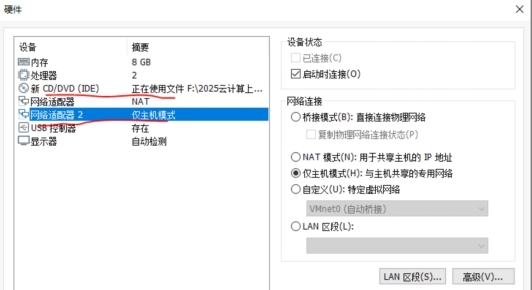 硬件
设备 摘要
内存 8 GB
处理器 2
新 CD/DVD (IDE) 正在使用文件 F:\2025云计算上...
网络适配器 NAT
网络适配器 2 仅主机模式
USB 控制器 存在
显示器 自动检测
设备状态
已连接(C)
启动时连接(O)
网络连接
桥接模式(B): 直接连接物理网络
复制物理网络连接状态(P)
NAT 模式(N): 用于共享主机的 IP 地址
仅主机模式(H): 与主机共享的专用网络
自定义(U): 特定虚拟网络
VMnet0 (自动桥接)
LAN 区段(L):
LAN 区段(S)... 高级(V)...